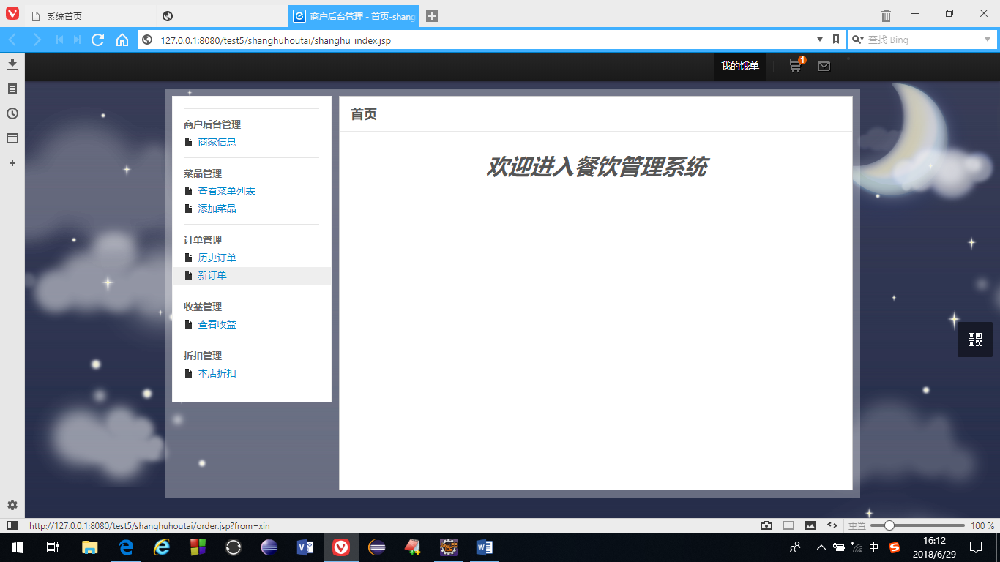 系统首页
商户后台管理 - 首页-shang
127.0.0.1:8080/test5/shanghuhoutai/shanghu_index.jsp
查找 Bing
我的饿单
1
商户后台管理
商家信息
菜品管理
查看菜单列表
添加菜品
订单管理
历史订单
新订单
收益管理
查看收益
折扣管理
本店折扣
首页
欢迎进入餐饮管理系统
http://127.0.0.1:8080/test5/shanghuhoutai/order.jsp?from=xin
重置
100 %
中
16:12
2018/6/29